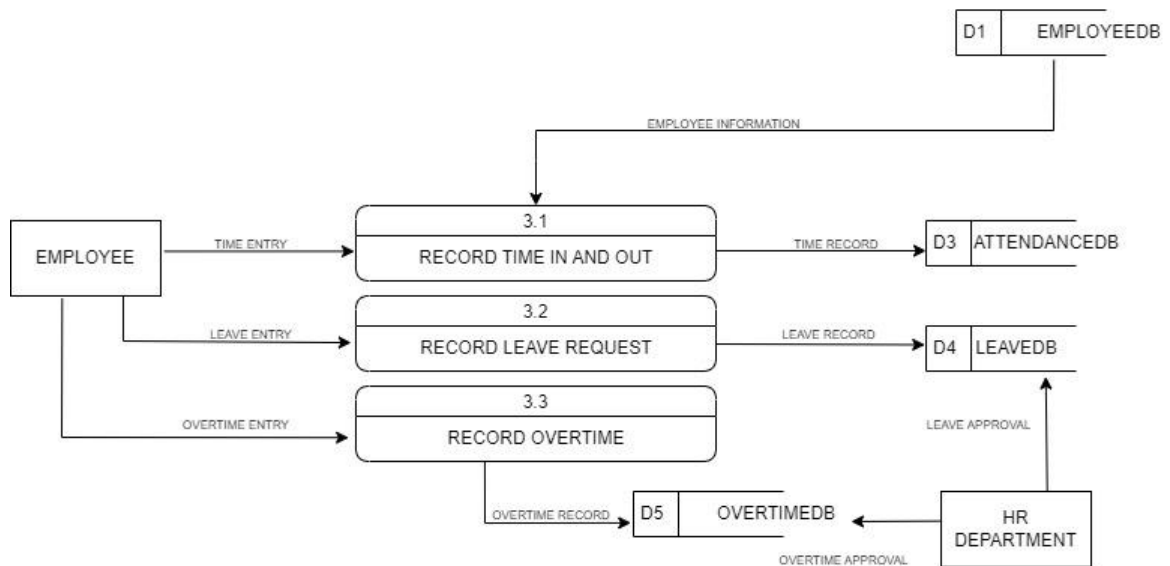 D1 EMPLOYEEDB
EMPLOYEE INFORMATION
3.1
EMPLOYEE
TIME ENTRY
RECORD TIME IN AND OUT
TIME RECORD
D3 ATTENDANCEDB
3.2
LEAVE ENTRY
RECORD LEAVE REQUEST
LEAVE RECORD
D4 LEAVEDB
3.3
OVERTIME ENTRY
RECORD OVERTIME
LEAVE APPROVAL
OVERTIME RECORD
D5 OVERTIMEDB
HR
DEPARTMENT
OVERTIME APPROVAL